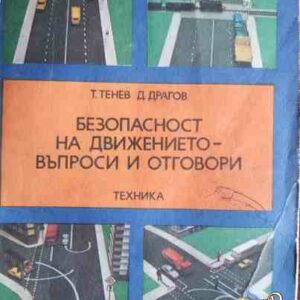 Т. ТЕНЕВ Д. ДРАГОВ
БЕЗОПАСНОСТ
НА ДВИЖЕНИЕТО-
ВЪПРОСИ И ОТГОВОРИ
ТЕХНИКА